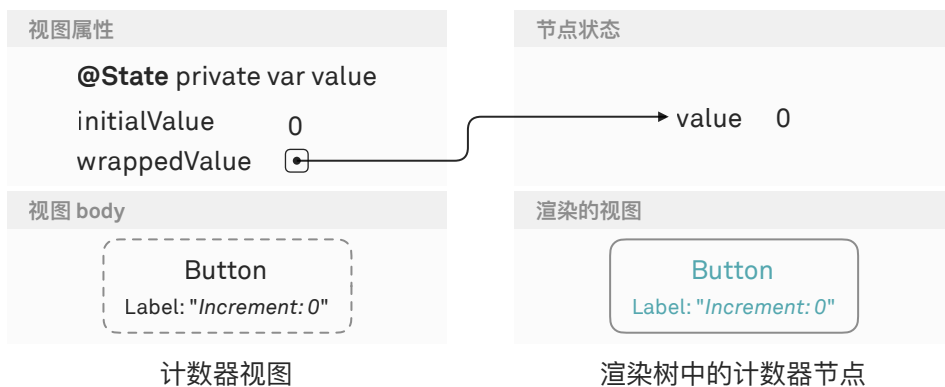 视图属性
@State private var value
initialValue 0
wrappedValue
视图 body
Button
Label: "Increment: 0"
计数器视图
节点状态
value 0
渲染的视图
Button
Label: "Increment: 0"
渲染树中的计数器节点